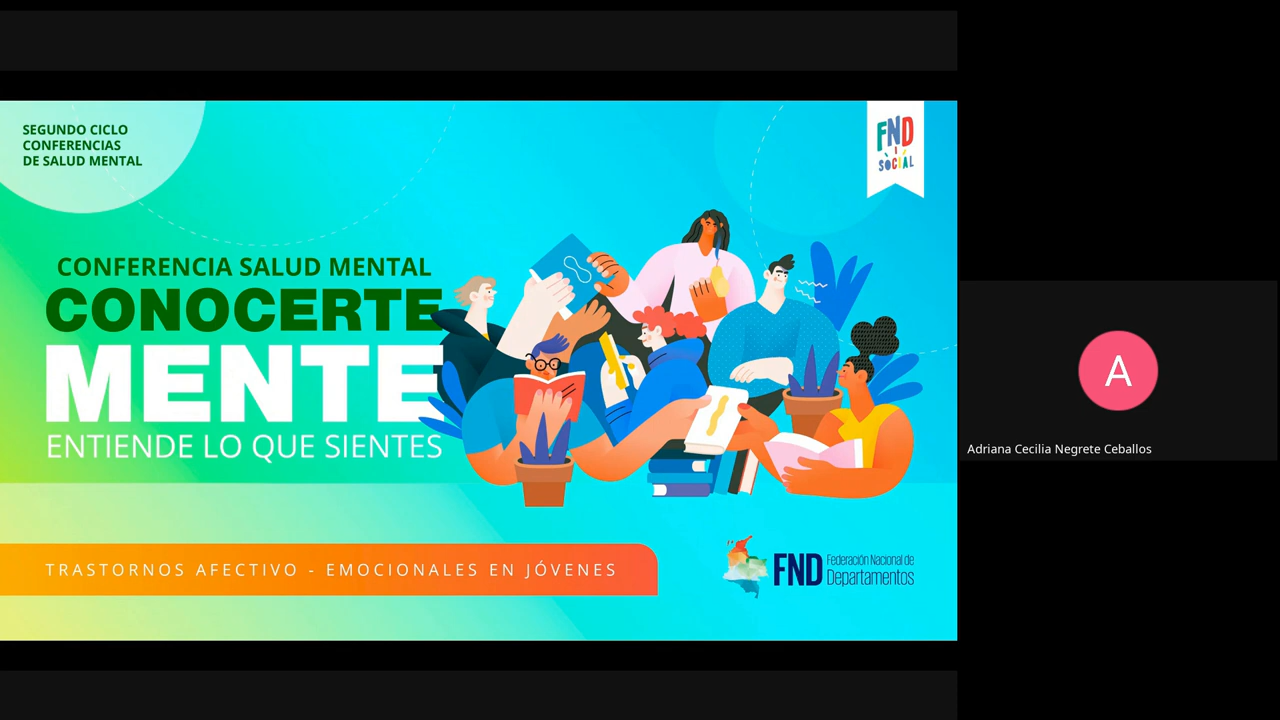 SEGUNDO CICLO
CONFERENCIAS
DE SALUD MENTAL
FND
SOCIAL
CONFERENCIA SALUD MENTAL
CONOCERTE
MENTE
ENTIENDE LO QUE SIENTES
TRASTORNOS AFECTIVO - EMOCIONALES EN JÓVENES
FND Federación Nacional de
Departamentos
A
Adriana Cecilia Negrete Ceballos